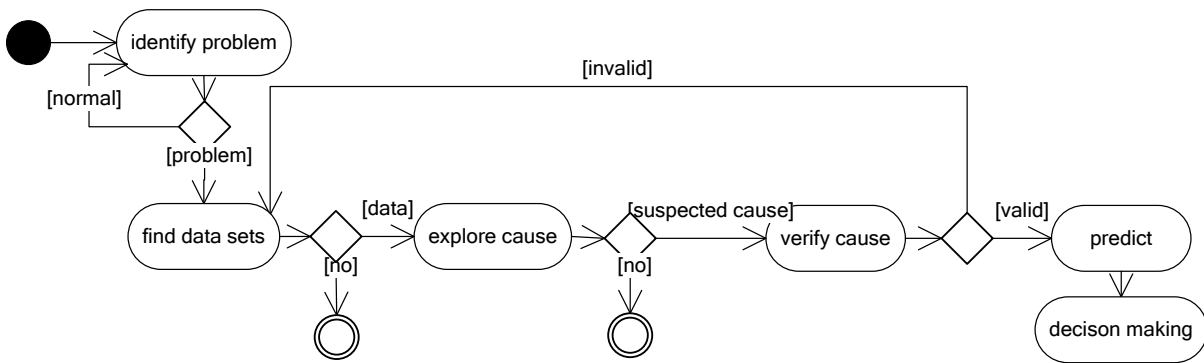 identify problem
[invalid]
[normal]
[problem]
[data]
[suspected cause]
[valid]
find data sets
explore cause
verify cause
predict
[no]
[no]
decison making